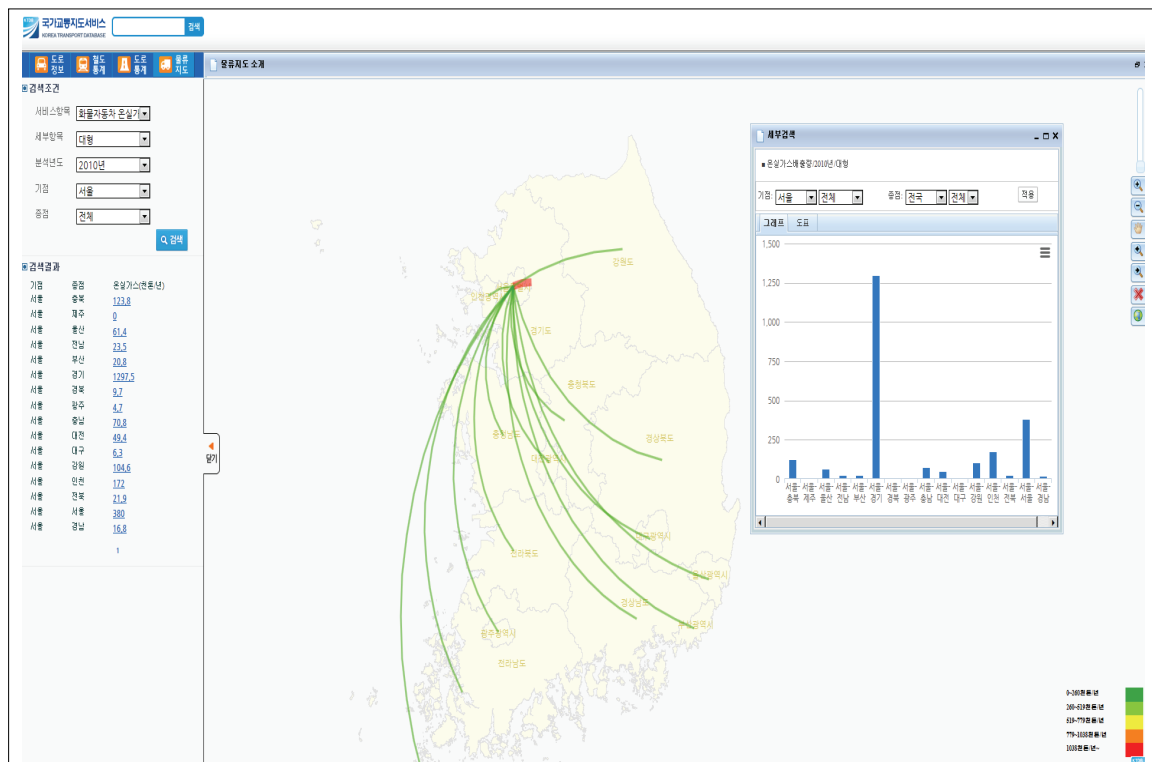 국가교통지도서비스
KOREA TRANSPORT DATABASE
검색
도로정보 철도통계 도로통계 물류지도
물류지도 소개
검색조건
서비스항목 화물자동차 온실가
세부항목 대형
분석년도 2010년
기점 서울
종점 전체
검색
검색결과
기점 종점 온실가스(천톤/년)
서울 충북 123,8
서울 제주 0
서울 울산 61,4
서울 전남 23,5
서울 부산 20,8
서울 경기 1297,5
서울 경북 9,7
서울 광주 4,7
서울 충남 70,8
서울 대전 49,4
서울 대구 6,3
서울 강원 104,6
서울 인천 172
서울 전북 21,9
서울 서울 380
서울 경남 16,8
1
닫기
강원도
인천광역시
경기도
충청북도
충청남도
경상북도
대전광역시
대구광역시
전라북도
울산광역시
경상남도
부산광역시
광주광역시
전라남도
세부검색
■ 온실가스배출량/2010년/대형
기점: 서울 전체 종점: 전국 전체 적용
그래프 도표
1,500
1,250
1,000
750
500
250
0
서울-충북 서울-제주 서울-울산 서울-전남 서울-부산 서울-경기 서울-경북 서울-광주 서울-충남 서울-대전 서울-대구 서울-강원 서울-인천 서울-전북 서울-서울 서울-경남
0~260천톤/년
260~519천톤/년
519~779천톤/년
779~1038천톤/년
1038천톤/년~